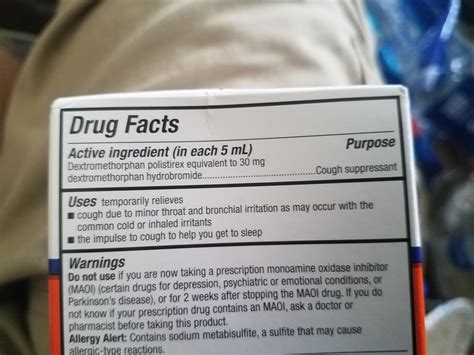 Drug Facts
Active ingredient (in each 5 mL) Purpose
Dextromethorphan polistirex equivalent to 30 mg
dextromethorphan hydrobromide..............................Cough suppressant
Uses temporarily relieves
■ cough due to minor throat and bronchial irritation as may occur with the
common cold or inhaled irritants
■ the impulse to cough to help you get to sleep
Warnings
Do not use if you are now taking a prescription monoamine oxidase inhibitor
(MAOI) (certain drugs for depression, psychiatric or emotional conditions, or
Parkinson's disease), or for 2 weeks after stopping the MAOI drug. If you do
not know if your prescription drug contains an MAOI, ask a doctor or
pharmacist before taking this product.
Allergy Alert: Contains sodium metabisulfite, a sulfite that may cause
allergic-type reactions.